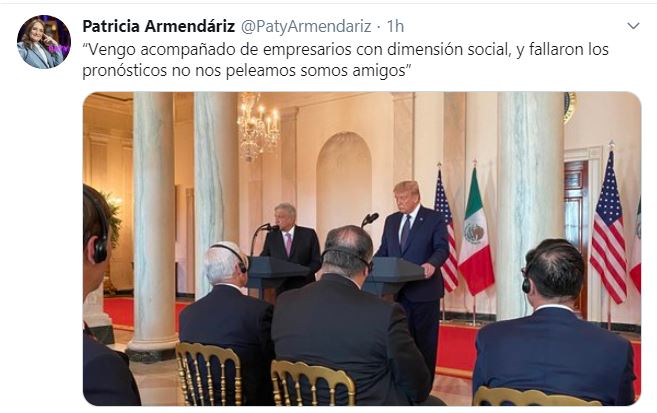 Patricia Armendáriz @PatyArmendariz · 1h
“Vengo acompañado de empresarios con dimensión social, y fallaron los
pronósticos no nos peleamos somos amigos”